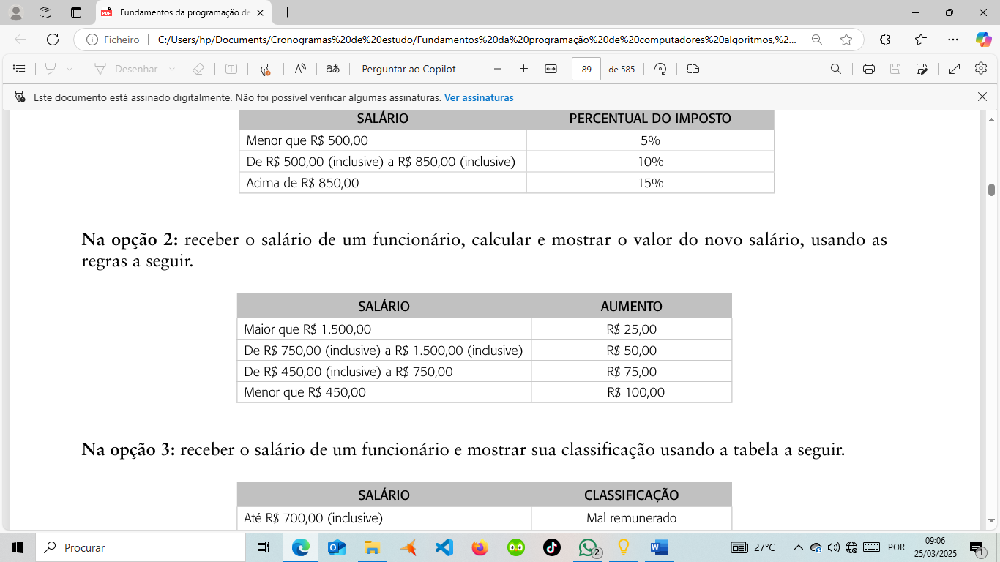 Fundamentos da programação de
Ficheiro
C:/Users/hp/Documents/Cronogramas%20de%20estudo/Fundamentos%20da%20programação%20de%20computadores%20algoritmos,%2...
Desenhar
Perguntar ao Copilot
89
de 585
Este documento está assinado digitalmente. Não foi possível verificar algumas assinaturas. Ver assinaturas
SALÁRIO PERCENTUAL DO IMPOSTO
Menor que R$ 500,00 5%
De R$ 500,00 (inclusive) a R$ 850,00 (inclusive) 10%
Acima de R$ 850,00 15%
Na opção 2: receber o salário de um funcionário, calcular e mostrar o valor do novo salário, usando as
regras a seguir.
SALÁRIO AUMENTO
Maior que R$ 1.500,00 R$ 25,00
De R$ 750,00 (inclusive) a R$ 1.500,00 (inclusive) R$ 50,00
De R$ 450,00 (inclusive) a R$ 750,00 R$ 75,00
Menor que R$ 450,00 R$ 100,00
Na opção 3: receber o salário de um funcionário e mostrar sua classificação usando a tabela a seguir.
SALÁRIO CLASSIFICAÇÃO
Até R$ 700,00 (inclusive) Mal remunerado
Procurar
2
27°C
POR
09:06
25/03/2025
1